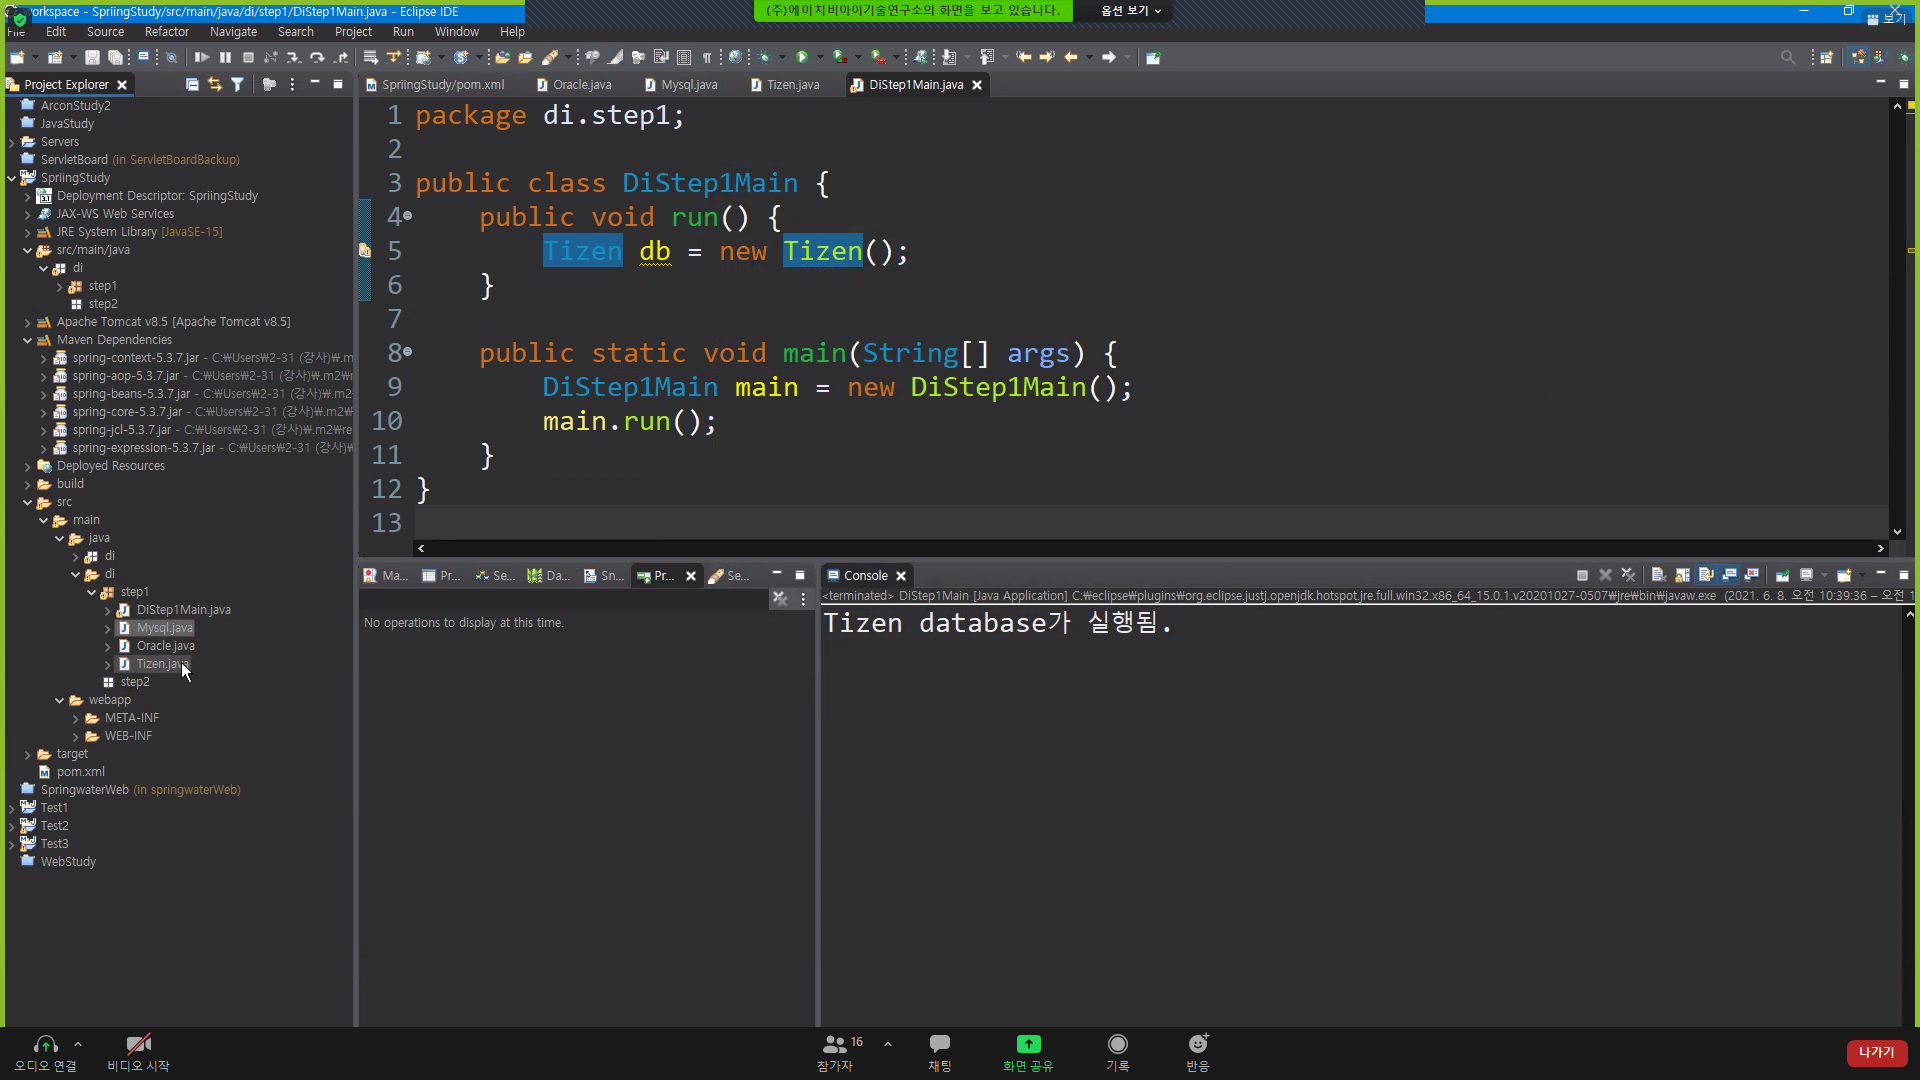 workspace - SpriingStudy/src/main/java/di/step1/DiStep1Main.java - Eclipse IDE
(주)에이치비아이기술연구소의 화면을 보고 있습니다.
옵션 보기
보기
File Edit Source Refactor Navigate Search Project Run Window Help
Project Explorer
SpriingStudy/pom.xml Oracle.java Mysql.java Tizen.java DiStep1Main.java
ArconStudy2
JavaStudy
Servers
ServletBoard (in ServletBoardBackup)
SpriingStudy
Deployment Descriptor: SpriingStudy
JAX-WS Web Services
JRE System Library [JavaSE-15]
src/main/java
di
step1
step2
Apache Tomcat v8.5 [Apache Tomcat v8.5]
Maven Dependencies
spring-context-5.3.7.jar - C:₩Users₩2-31 (강사)₩.m
spring-aop-5.3.7.jar - C:₩Users₩2-31 (강사)₩.m2₩r
spring-beans-5.3.7.jar - C:₩Users₩2-31 (강사)₩.m2
spring-core-5.3.7.jar - C:₩Users₩2-31 (강사)₩.m2₩
spring-jcl-5.3.7.jar - C:₩Users₩2-31 (강사)₩.m2₩re
spring-expression-5.3.7.jar - C:₩Users₩2-31 (강사)₩
Deployed Resources
build
src
main
java
di
di
step1
DiStep1Main.java
Mysql.java
Oracle.java
Tizen.java
step2
webapp
META-INF
WEB-INF
target
pom.xml
SpringwaterWeb (in springwaterWeb)
Test1
Test2
Test3
WebStudy
1 package di.step1;
2
3 public class DiStep1Main {
4 public void run() {
5 Tizen db = new Tizen();
6 }
7
8 public static void main(String[] args) {
9 DiStep1Main main = new DiStep1Main();
10 main.run();
11 }
12 }
13
Ma... Pr... Se... Da... Sn... Pr... Se...
No operations to display at this time.
Console
<terminated> DiStep1Main [Java Application] C:₩eclipse₩plugins₩org.eclipse.justj.openjdk.hotspot.jre.full.win32.x86_64_15.0.1.v20201027-0507₩jre₩bin₩javaw.exe (2021. 6. 8. 오전 10:39:36 – 오전 1
Tizen database가 실행됨.
오디오 연결
비디오 시작
16
참가자
채팅
화면 공유
기록
반응
나가기